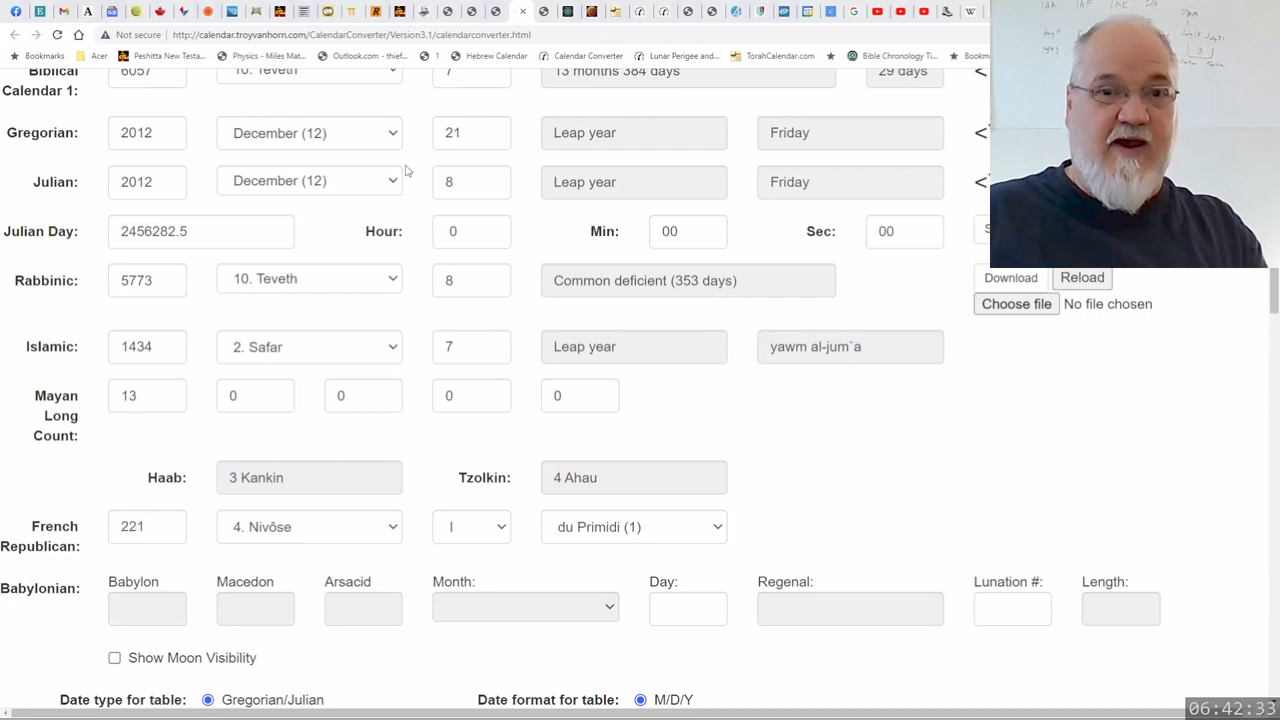 Not secure | http://calendar.troyvanhorn.com/CalendarConverter/Version3.1/calendarconverter.html
Bookmarks Acer Peshitta New Testa... Physics - Miles Mat... Outlook.com - thief... 1 Hebrew Calendar Calendar Converter Lunar Perigee and... TorahCalendar.com Bible Chronology Ti... Bookm
Biblical Calendar 1: 6057 10. Teveth 7 13 months 384 days 29 days <
Gregorian: 2012 December (12) 21 Leap year Friday <
Julian: 2012 December (12) 8 Leap year Friday <
Julian Day: 2456282.5 Hour: 0 Min: 00 Sec: 00 S
Rabbinic: 5773 10. Teveth 8 Common deficient (353 days) Download Reload
Choose file No file chosen
Islamic: 1434 2. Safar 7 Leap year yawm al-jum`a
Mayan Long Count: 13 0 0 0 0
Haab: 3 Kankin Tzolkin: 4 Ahau
French Republican: 221 4. Nivôse I du Primidi (1)
Babylonian: Babylon Macedon Arsacid Month: Day: Regenal: Lunation #: Length:
Show Moon Visibility
Date type for table: Gregorian/Julian Date format for table: M/D/Y
06:42:33